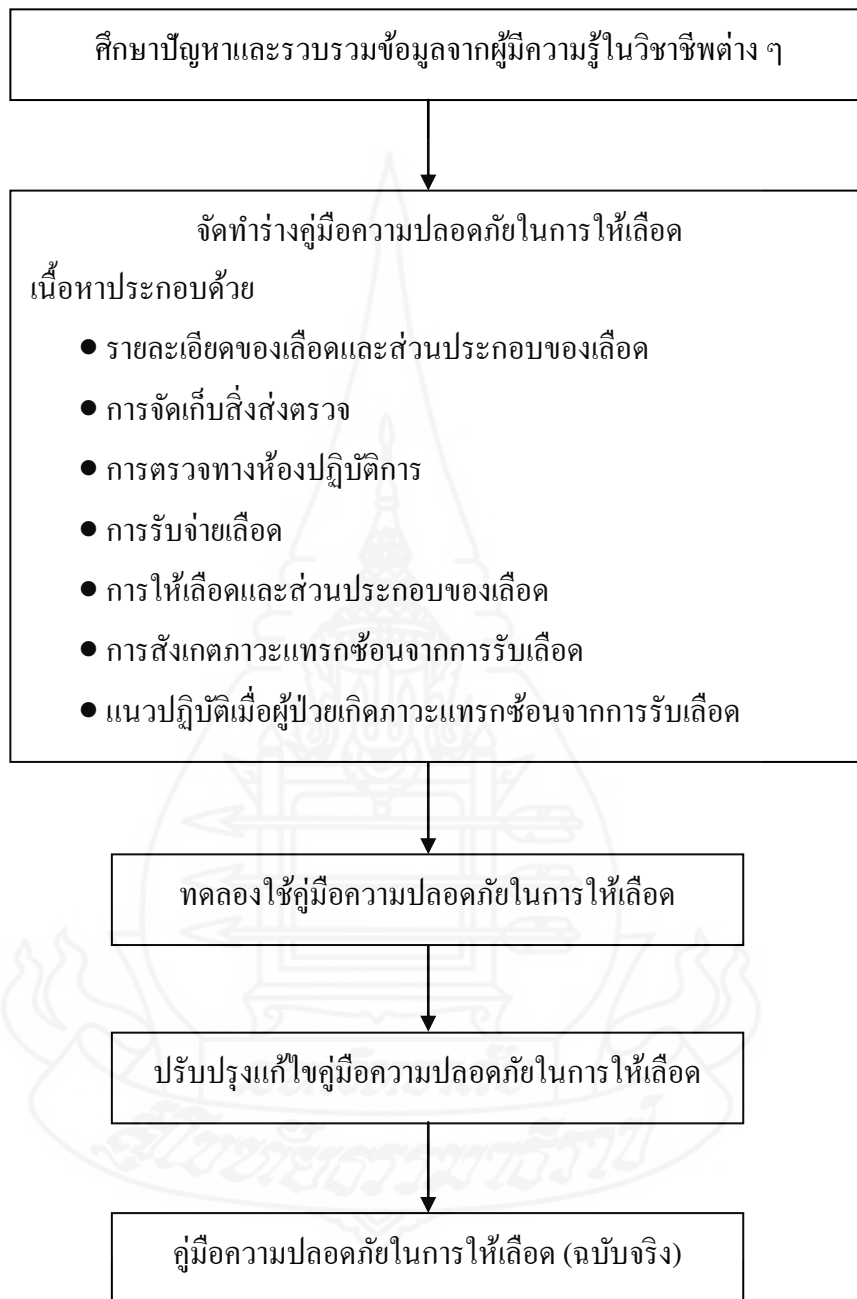 ศึกษาปัญหาและรวบรวมข้อมูลจากผู้มีความรู้ในวิชาชีพต่าง ๆ
จัดทำร่างคู่มือความปลอดภัยในการให้เลือด
เนื้อหาประกอบด้วย
● รายละเอียดของเลือดและส่วนประกอบของเลือด
● การจัดเก็บสิ่งส่งตรวจ
● การตรวจทางห้องปฏิบัติการ
● การรับจ่ายเลือด
● การให้เลือดและส่วนประกอบของเลือด
● การสังเกตภาวะแทรกซ้อนจากการรับเลือด
● แนวปฏิบัติเมื่อผู้ป่วยเกิดภาวะแทรกซ้อนจากการรับเลือด
ทดลองใช้คู่มือความปลอดภัยในการให้เลือด
ปรับปรุงแก้ไขคู่มือความปลอดภัยในการให้เลือด
คู่มือความปลอดภัยในการให้เลือด (ฉบับจริง)